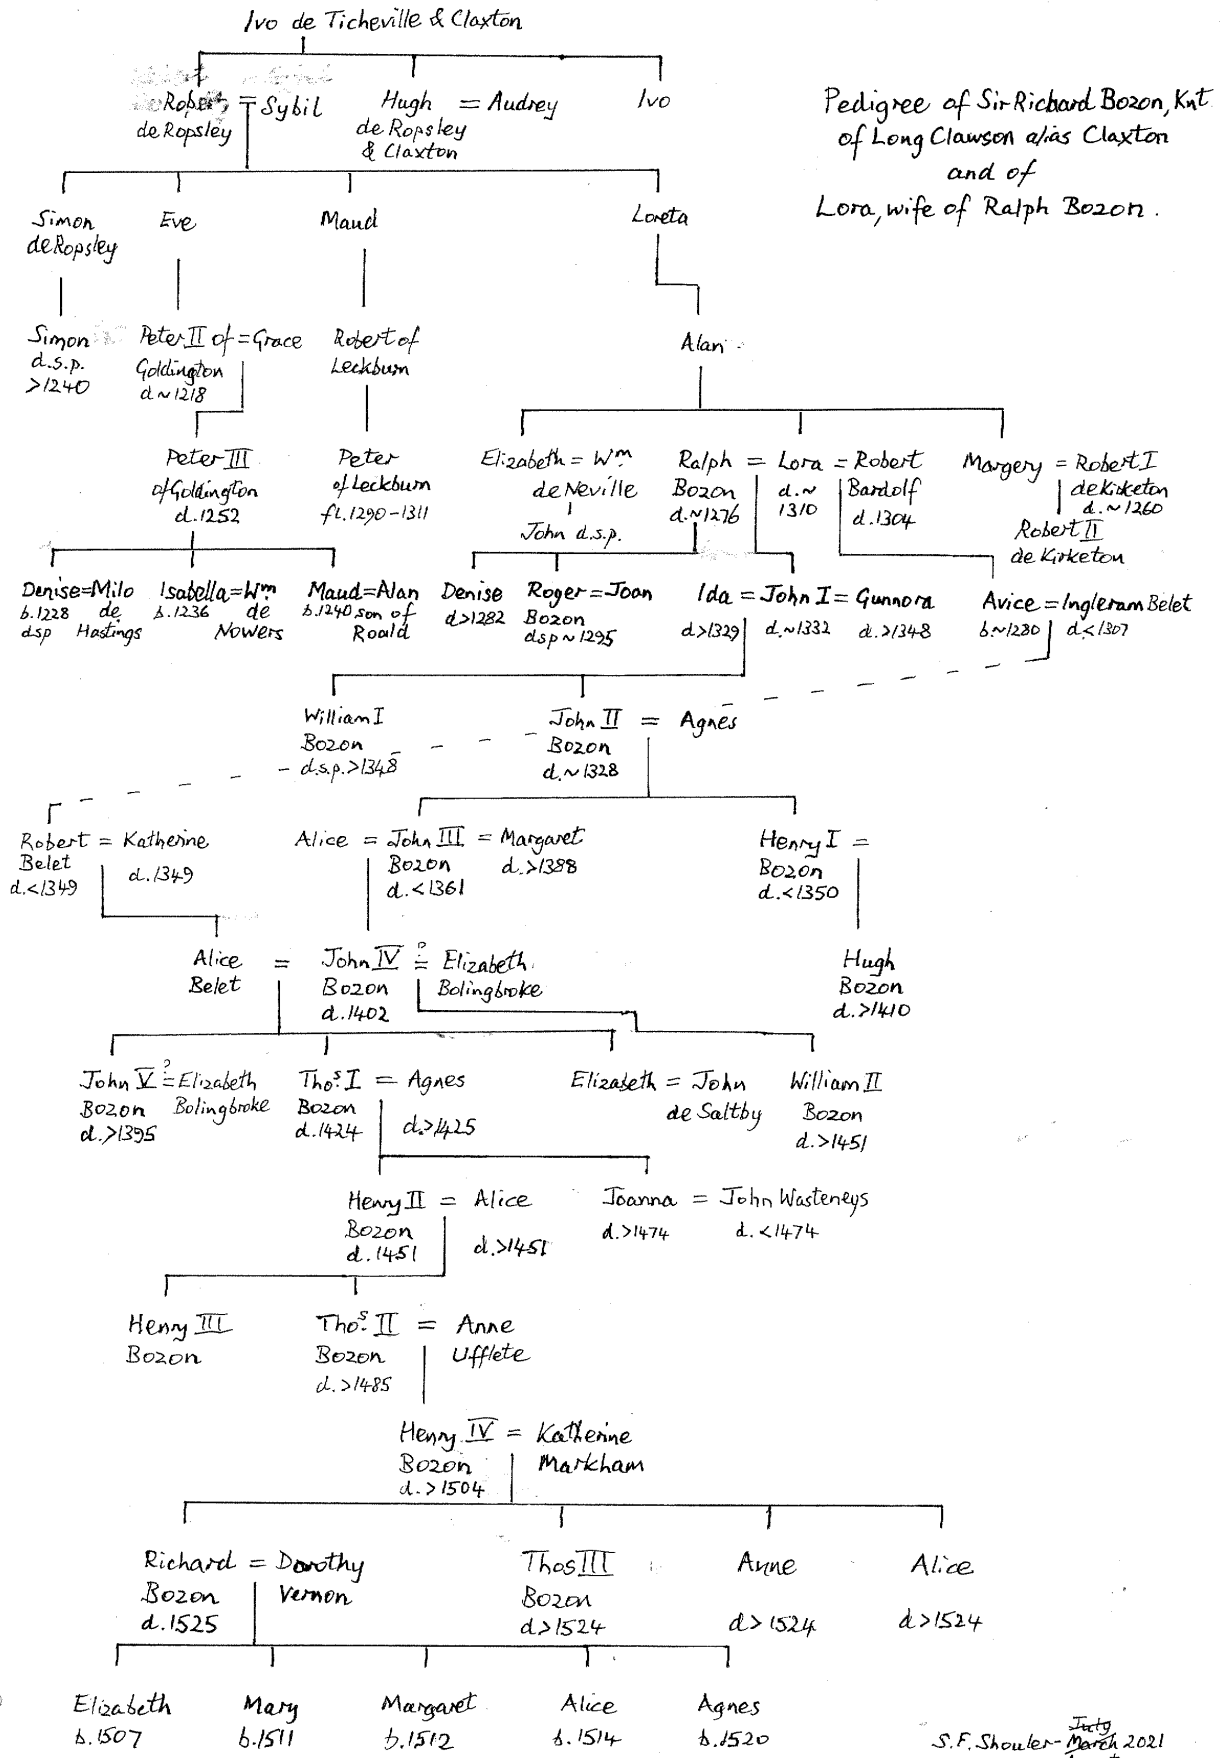 Ivo de Ticheville & Claxton
Robert = Sybil
de Ropsley
Hugh = Audrey
de Ropsley
& Claxton
Ivo
Pedigree of Sir Richard Bozon, Knt
of Long Clawson alias Claxton
and of
Lora, wife of Ralph Bozon.
Simon
de Ropsley
Eve
Maud
Loreta
Simon
d.s.p.
>1240
Peter II of = Grace
Goldington
d~1218
Robert of
Leckburn
Alan
Peter III
of Goldington
d.1252
Peter
of Leckburn
fl.1290-1311
Elizabeth = Wm
de Neville
John d.s.p.
Ralph = Lora = Robert
Bozon
d.~1276
d.~
1310
Bardolf
d.1304
Margery = Robert I
de Kirketon
d.~1260
Robert II
de Kirketon
Denise = Milo
b.1228 de
dsp Hastings
Isabella = Wm
b.1236 de
Nowers
Maud = Alan
b.1240 son of
Roald
Denise
d>1282
Roger = Joan
Bozon
dsp~1295
Ida = John I = Gunnora
d>1329 d.~1332 d.>1348
Avice = Ingleram Belet
b.~1280 d<1307
William I
Bozon
d.s.p.>1348
John II = Agnes
Bozon
d.~1328
Robert = Katherine
Belet
d.<1349
d.1349
Alice = John III = Margaret
Bozon d.>1388
d.<1361
Henry I =
Bozon
d.<1350
Alice = John IV ?= Elizabeth
Belet Bozon Bolingbroke
d.1402
Hugh
Bozon
d.>1410
John V ?= Elizabeth
Bozon Bolingbroke
d.>1395
Thos. I = Agnes
Bozon
d.1424 d.>1425
Elizabeth = John
de Saltby
William II
Bozon
d.>1451
Henry II = Alice
Bozon
d.1451 d.>1451
Joanna = John Wasteneys
d.>1474 d.<1474
Henry III
Bozon
Thos. II = Anne
Bozon Ufflete
d.>1485
Henry IV = Katherine
Bozon Markham
d.>1504
Richard = Dorothy
Bozon Vernon
d.1525
Thos III
Bozon
d>1524
Anne
d>1524
Alice
d>1524
Elizabeth
b.1507
Mary
b.1511
Margaret
b.1512
Alice
b.1514
Agnes
b.1520
July
S.F. Shouler - March 2021